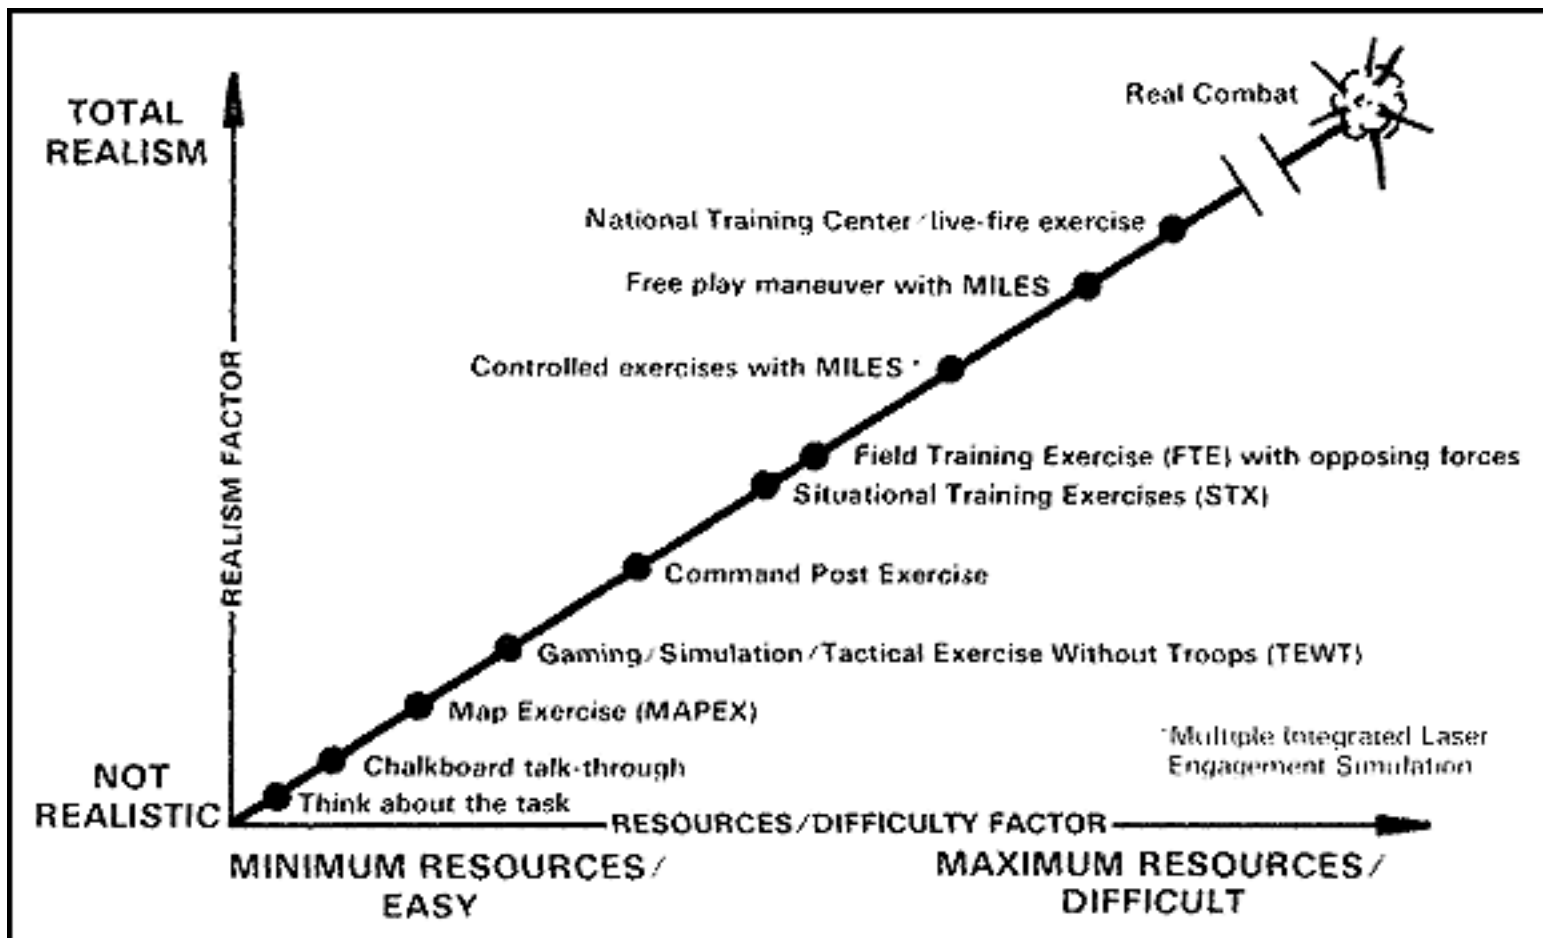 Real Combat
TOTAL
REALISM
National Training Center/live-fire exercise
Free play maneuver with MILES
Controlled exercises with MILES *
REALISM FACTOR
Field Training Exercise (FTE) with opposing forces
Situational Training Exercises (STX)
Command Post Exercise
Gaming/Simulation/Tactical Exercise Without Troops (TEWT)
Map Exercise (MAPEX)
*Multiple Integrated Laser
Engagement Simulation
Chalkboard talk-through
NOT
REALISTIC
Think about the task
RESOURCES/DIFFICULTY FACTOR
MINIMUM RESOURCES/
EASY
MAXIMUM RESOURCES/
DIFFICULT